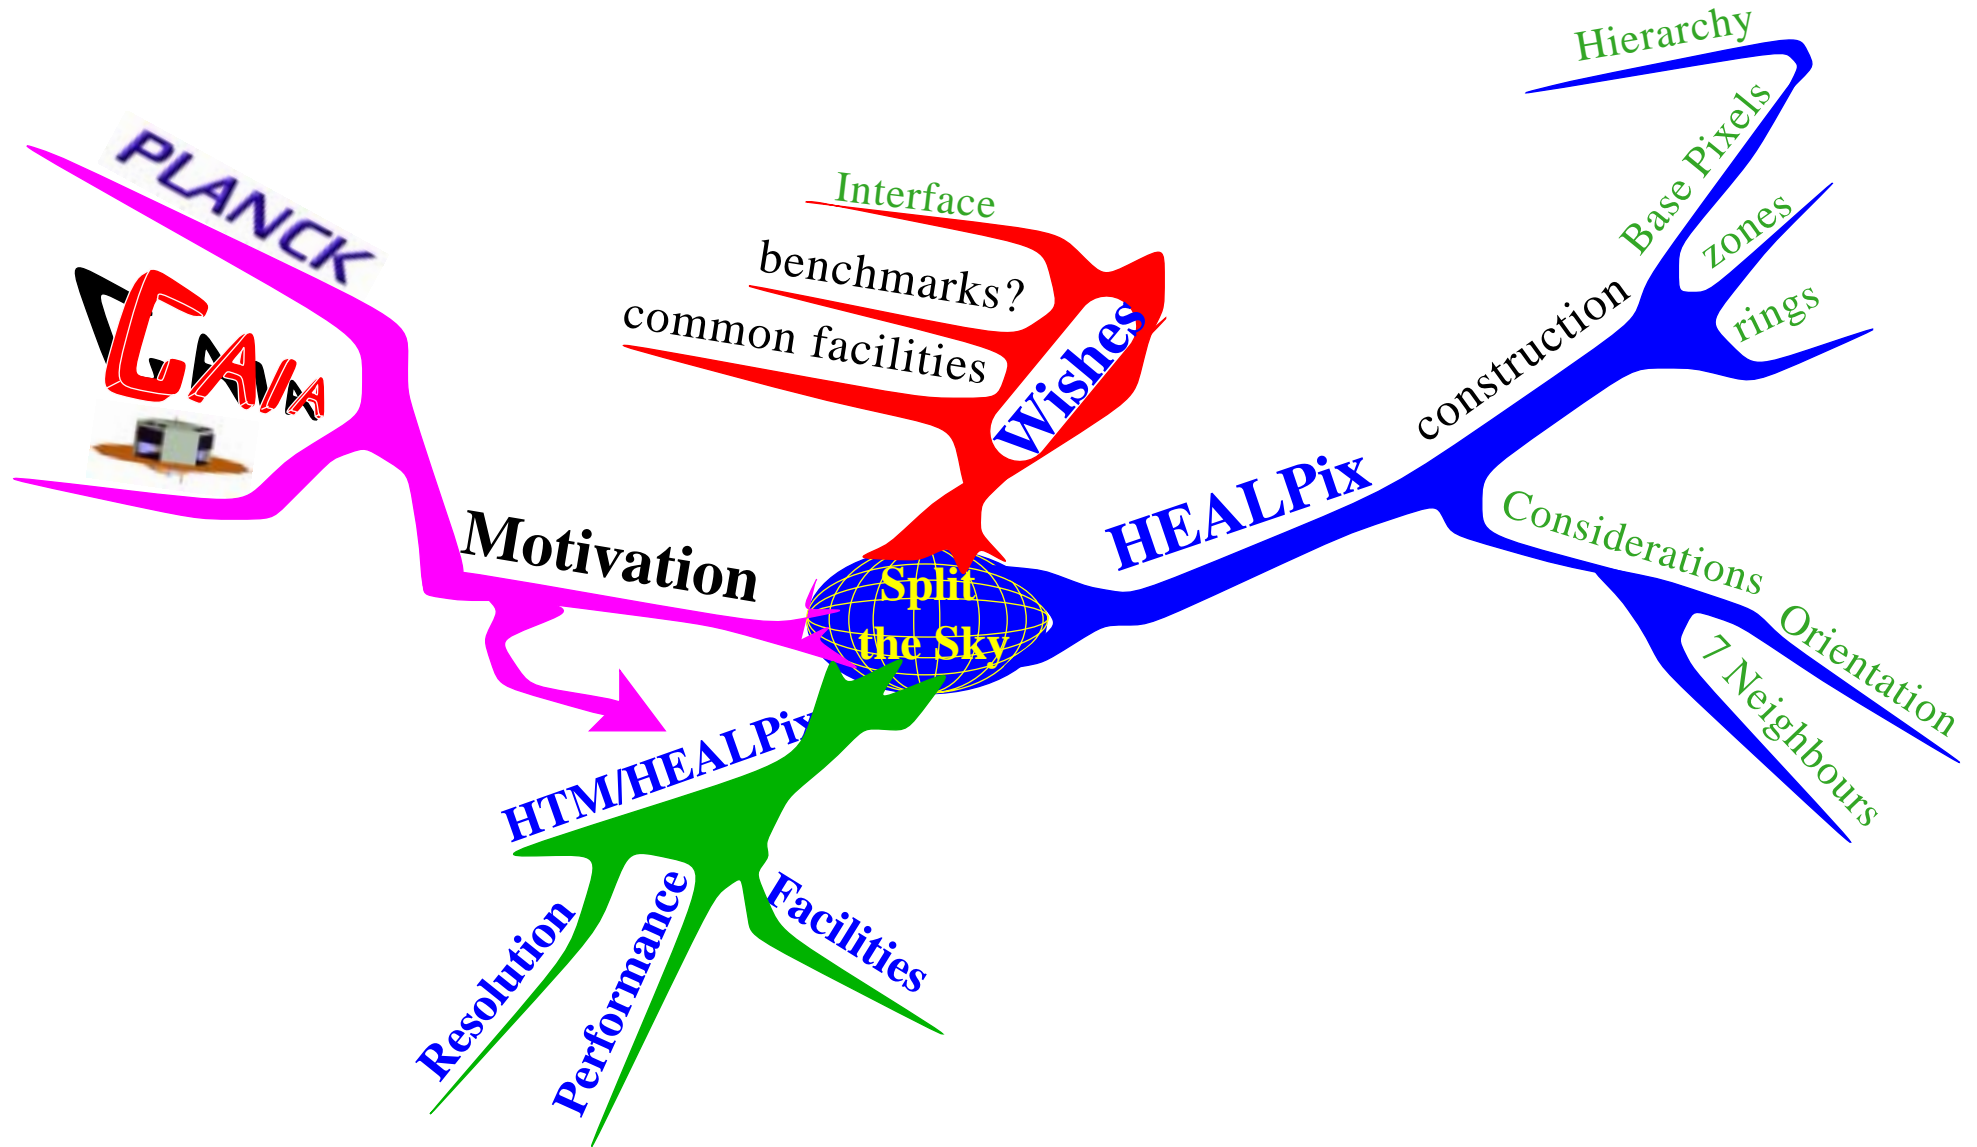 PLANCK
GAIA
Motivation
Interface
benchmarks?
common facilities
Wishes
Split
the Sky
HEALPix
construction
Hierarchy
Base Pixels
zones
rings
Considerations
Orientation
7 Neighbours
HTM/HEALPix
Resolution
Performance
Facilities